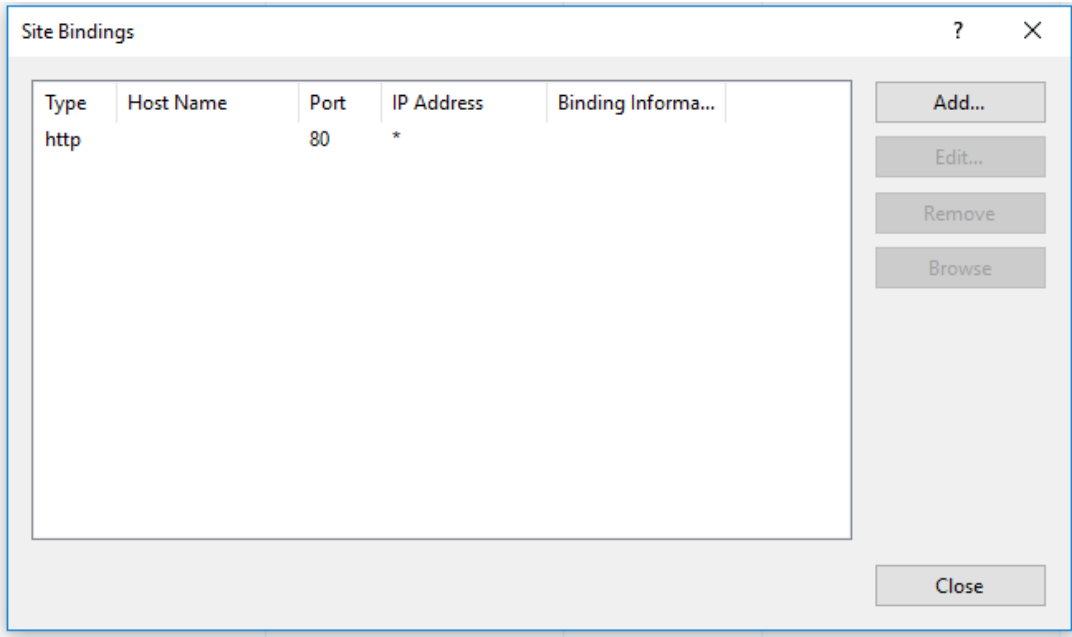 Site Bindings ?
Type Host Name Port IP Address Binding Informa... Add...
http 80 *
Edit...
Remove
Browse
Close